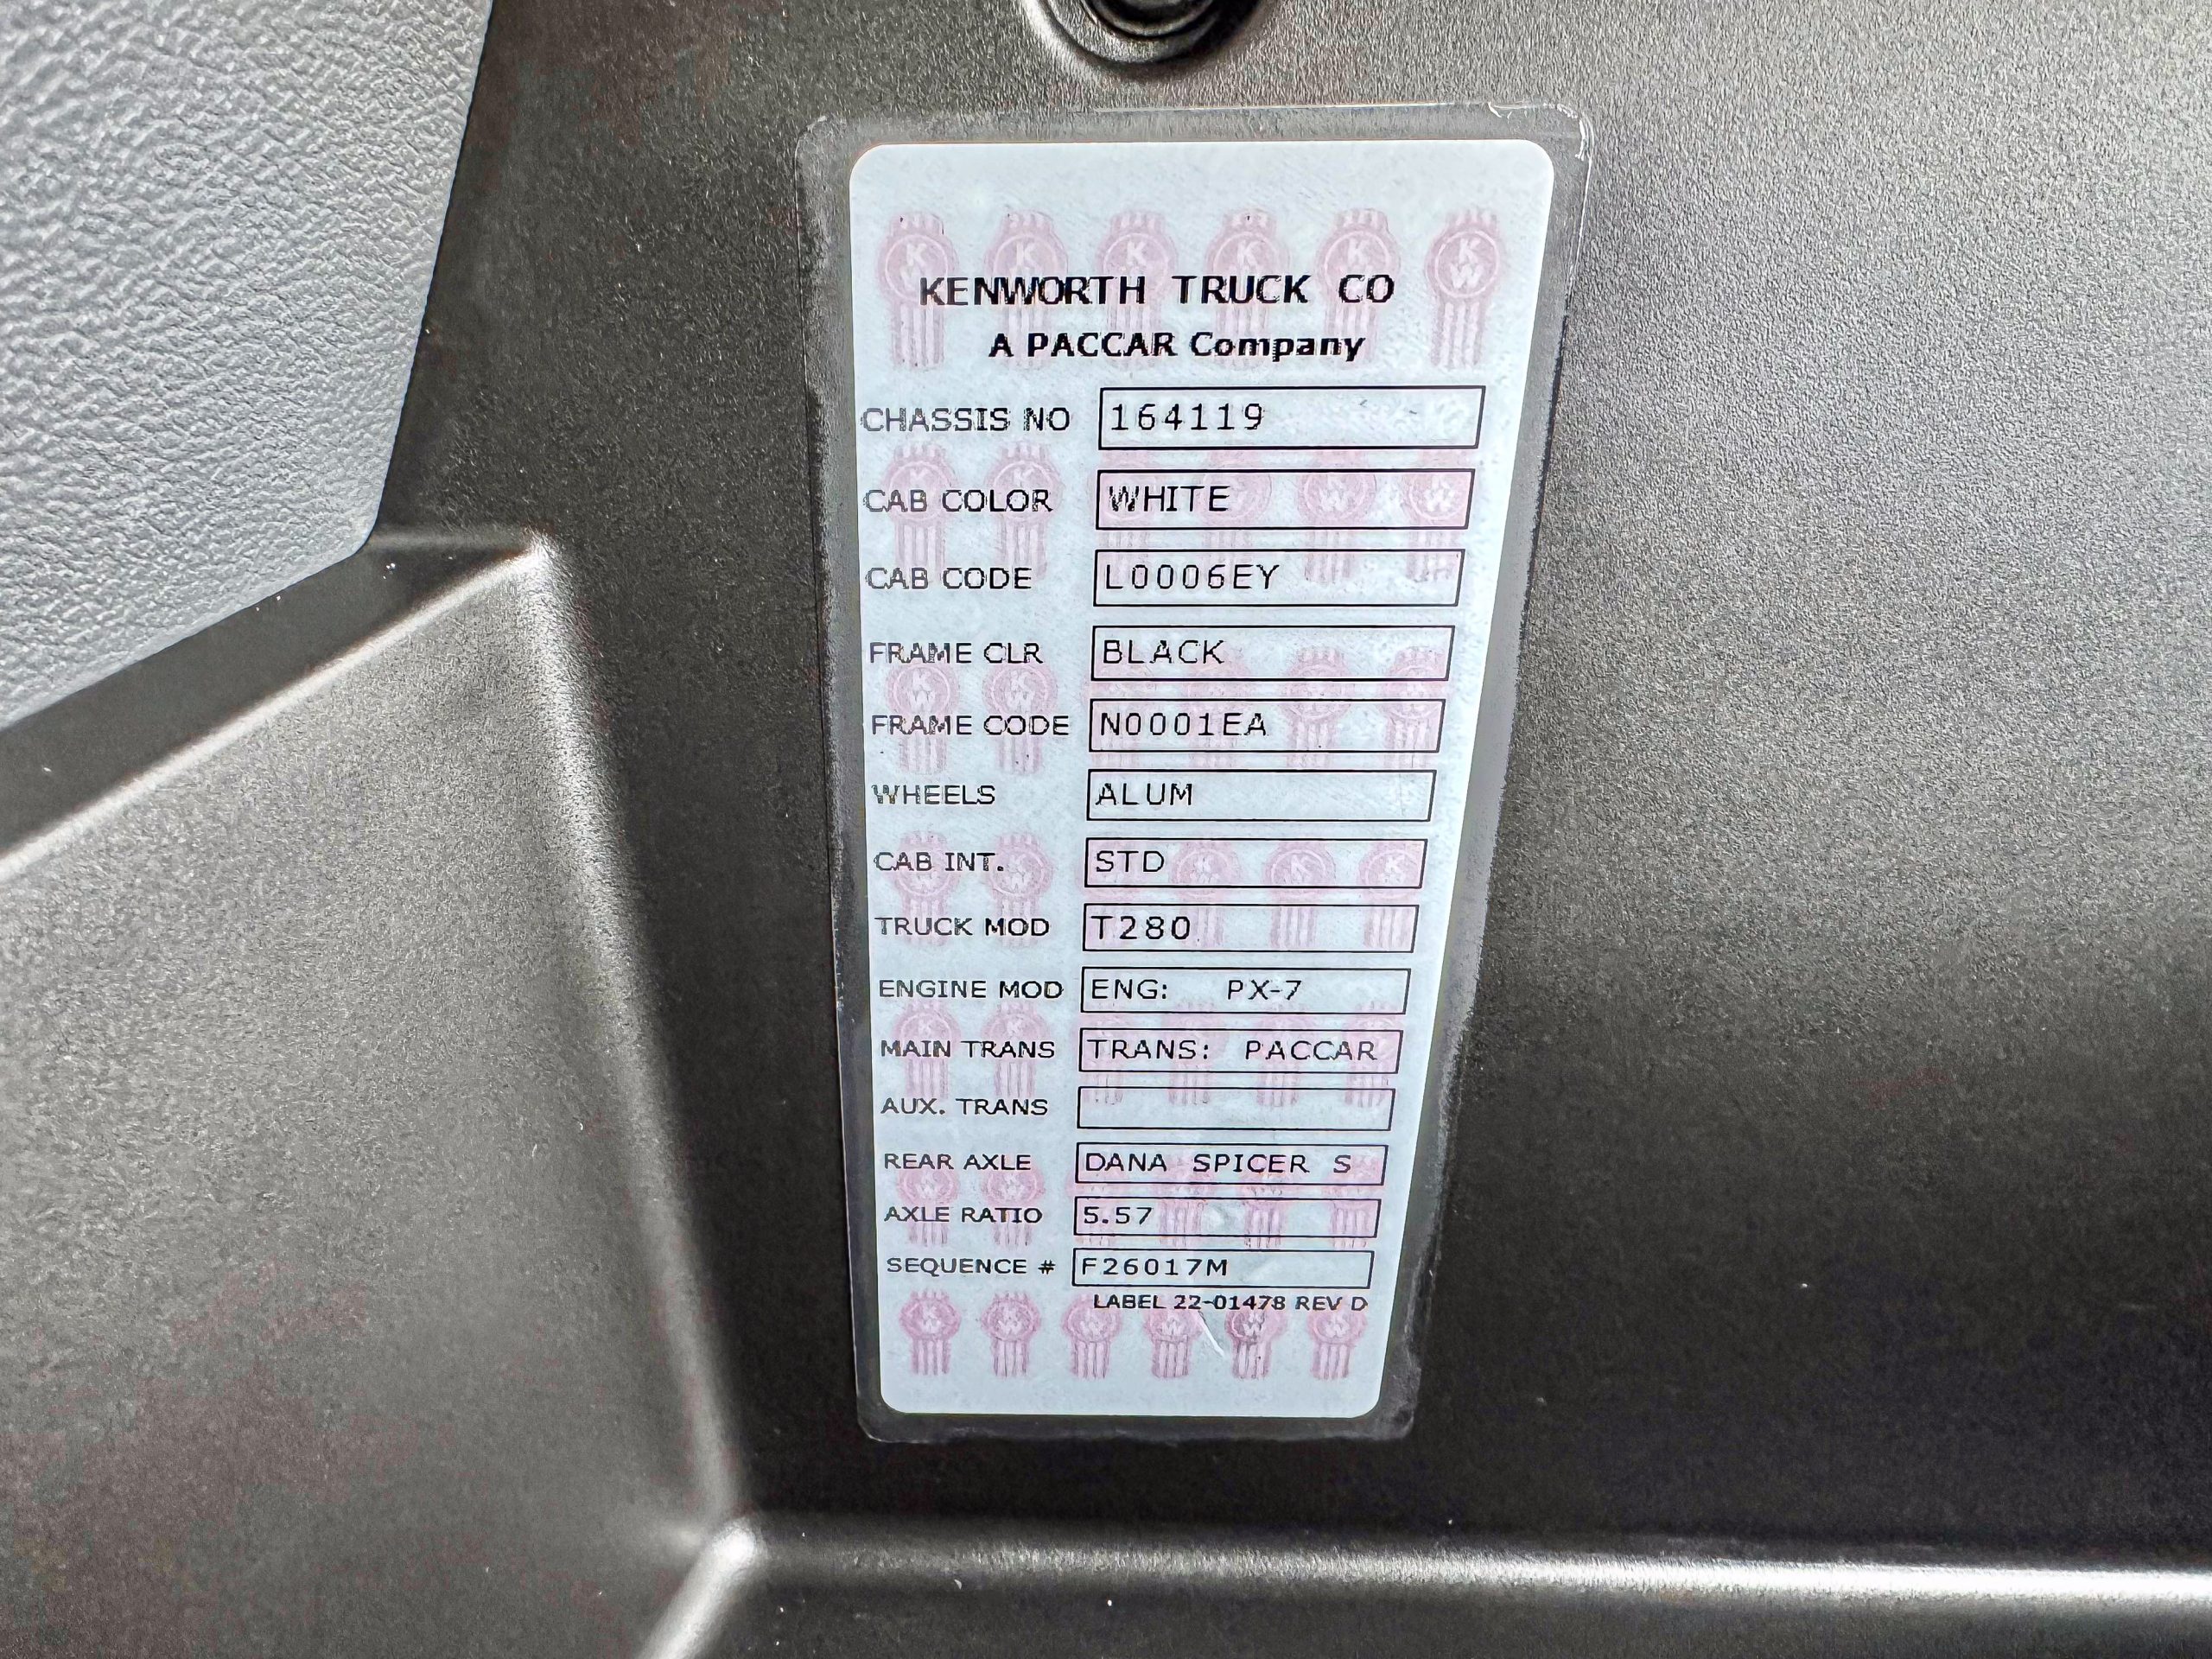 KENWORTH TRUCK CO
A PACCAR Company
CHASSIS NO 164119
CAB COLOR WHITE
CAB CODE L0006EY
FRAME CLR BLACK
FRAME CODE N0001EA
WHEELS ALUM
CAB INT. STD
TRUCK MOD T280
ENGINE MOD ENG: PX-7
MAIN TRANS TRANS: PACCAR
AUX. TRANS
REAR AXLE DANA SPICER S
AXLE RATIO 5.57
SEQUENCE # F26017M
LABEL 22-01478 REV D